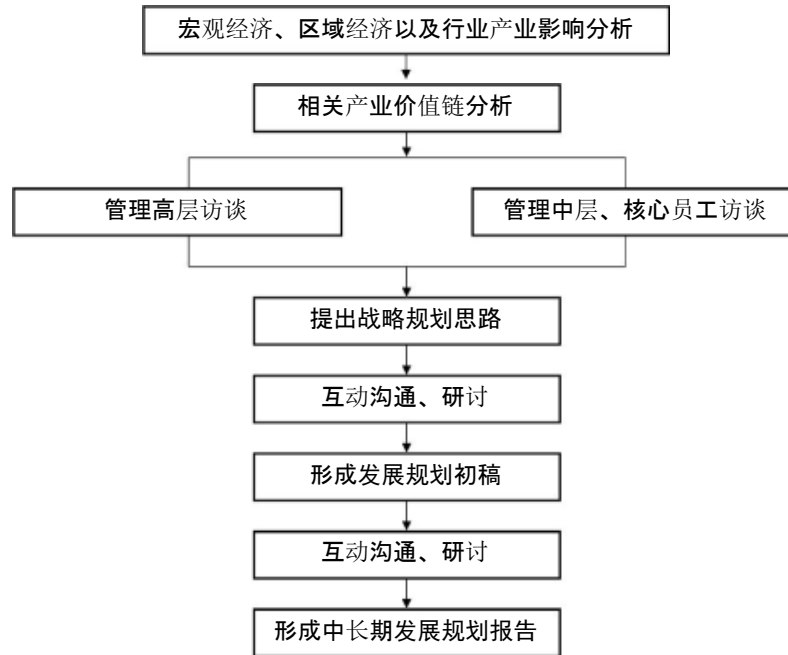 宏观经济、区域经济以及行业产业影响分析
相关产业价值链分析
管理高层访谈
管理中层、核心员工访谈
提出战略规划思路
互动沟通、研讨
形成发展规划初稿
互动沟通、研讨
形成中长期发展规划报告